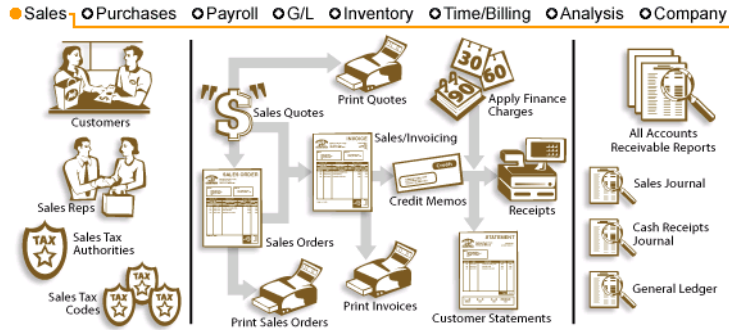 Sales
Purchases
Payroll
G/L
Inventory
Time/Billing
Analysis
Company
Customers
Sales Reps
Sales Tax
Authorities
TAX
Sales Tax
Codes
TAX
TAX
TAX
"$"
Sales Quotes
Print Quotes
30
60
90
Apply Finance
Charges
SALES ORDER
Sales Orders
INVOICE
Sales/Invoicing
Credit
Credit Memos
Receipts
Print Sales Orders
Print Invoices
STATEMENT
Customer Statements
All Accounts
Receivable Reports
Sales Journal
Cash Receipts
Journal
General Ledger